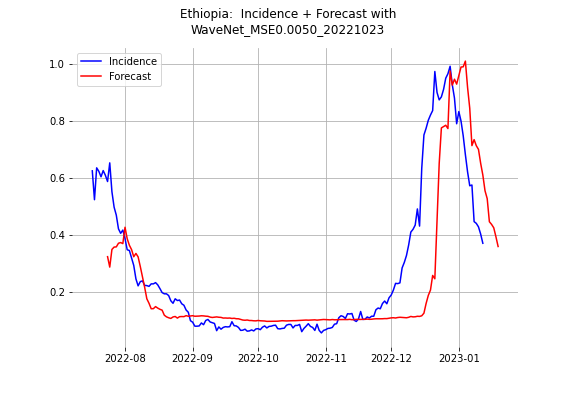 Ethiopia:  Incidence + Forecast with
WaveNet_MSE0.0050_20221023
Incidence
Forecast
1.0
0.8
0.6
0.4
0.2
2022-08
2022-09
2022-10
2022-11
2022-12
2023-01